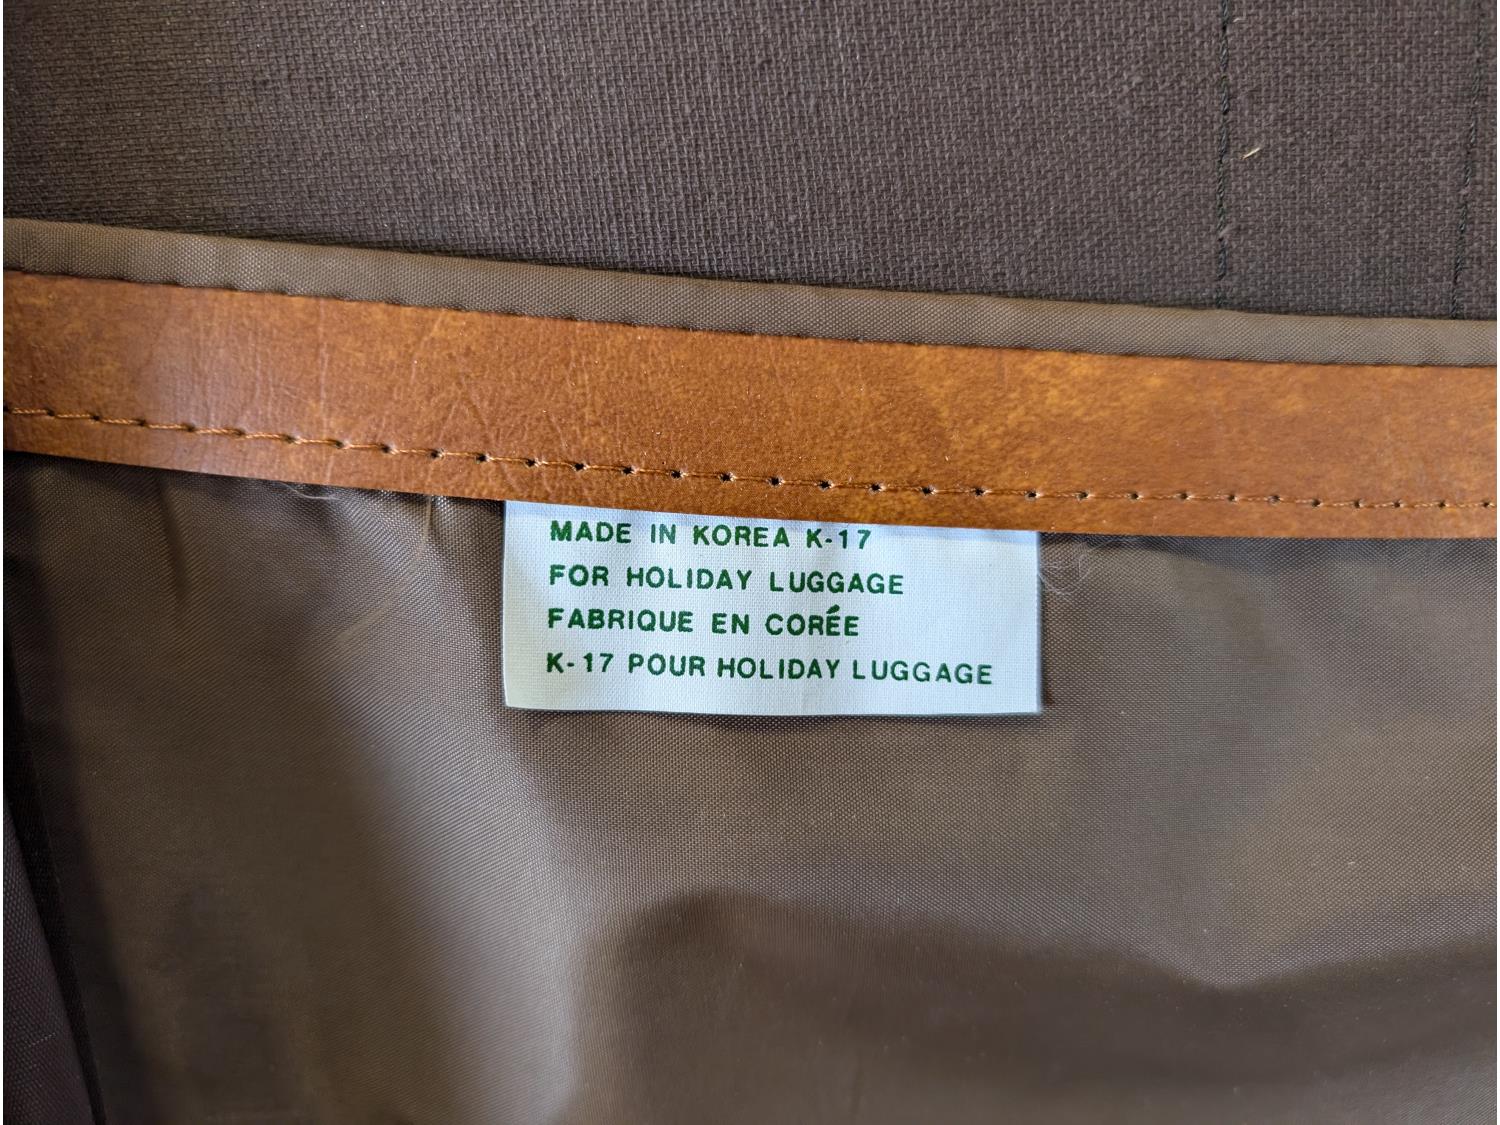 MADE IN KOREA K-17
FOR HOLIDAY LUGGAGE
FABRIQUE EN CORÉE
K-17 POUR HOLIDAY LUGGAGE